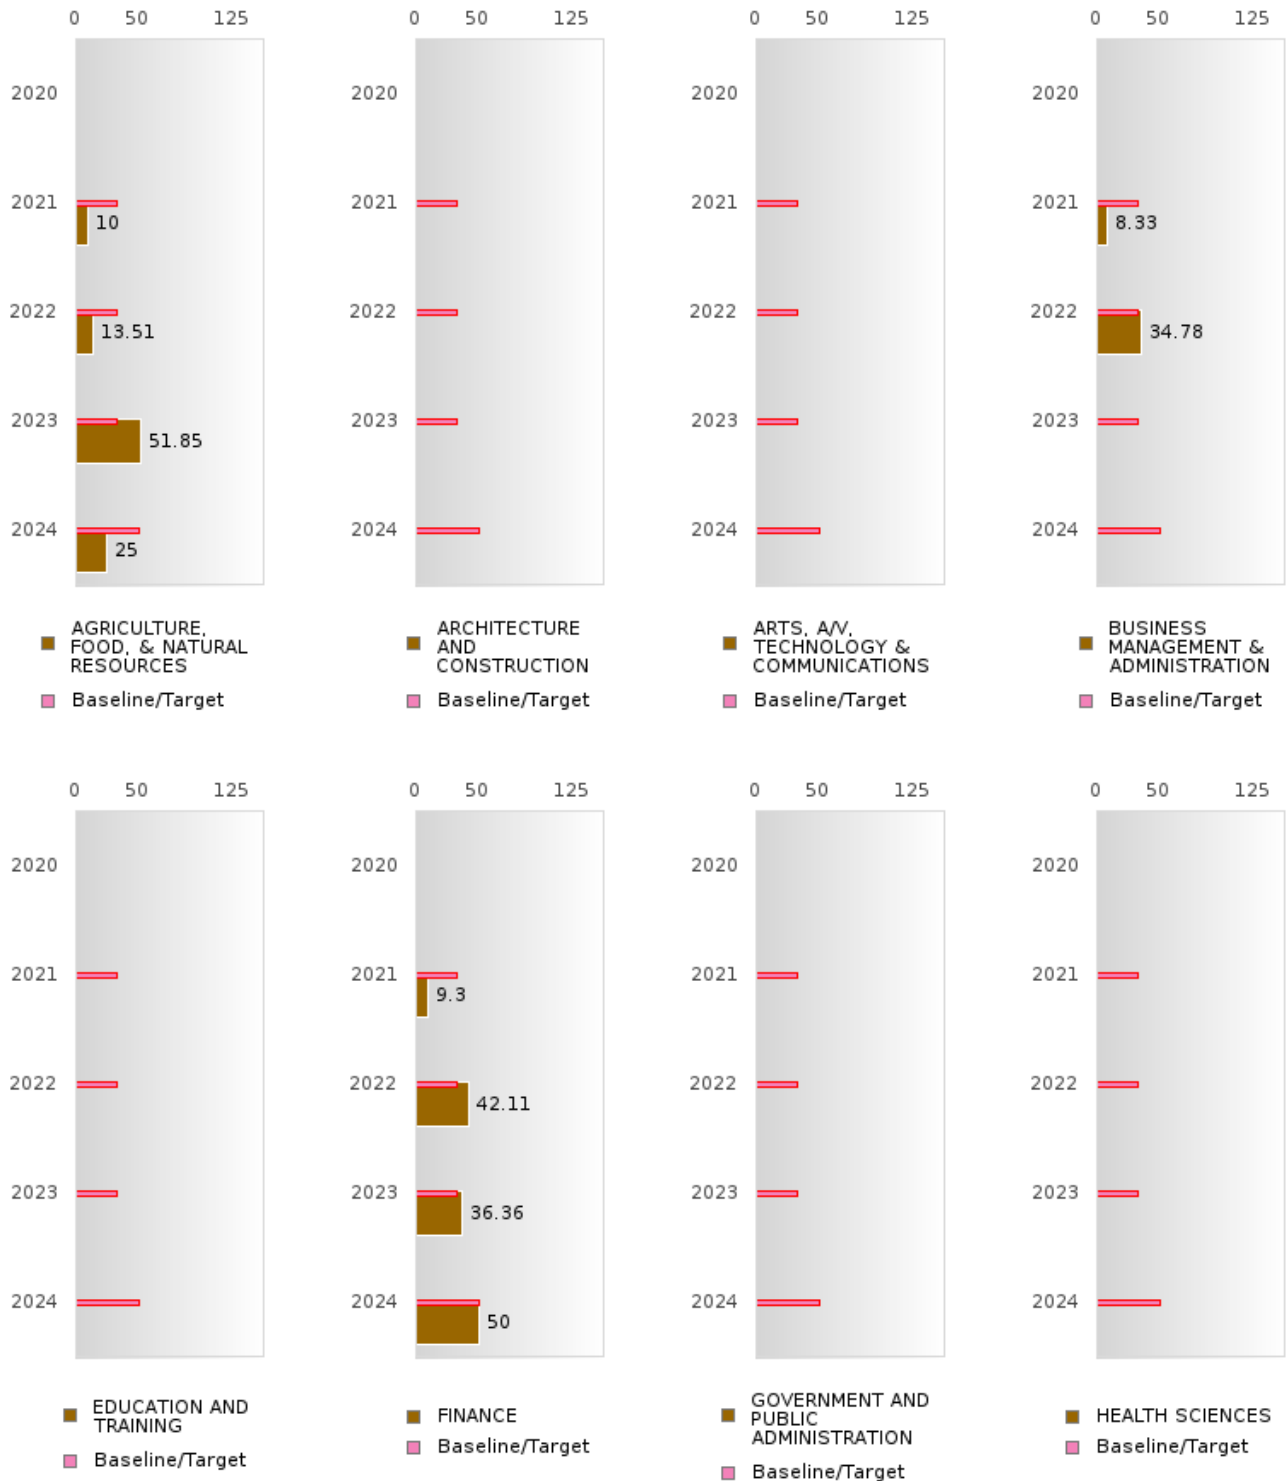 0 50 125 0 50 125 0 50 125 0 50 125
2020 2020 2020 2020
2021 2021 2021 2021
10 8.33
2022 2022 2022 2022
13.51 34.78
2023 2023 2023 2023
51.85
2024 2024 2024 2024
25
AGRICULTURE,
FOOD, & NATURAL
RESOURCES
Baseline/Target
ARCHITECTURE
AND
CONSTRUCTION
Baseline/Target
ARTS, A/V,
TECHNOLOGY &
COMMUNICATIONS
Baseline/Target
BUSINESS
MANAGEMENT &
ADMINISTRATION
Baseline/Target
0 50 125 0 50 125 0 50 125 0 50 125
2020 2020 2020 2020
2021 2021 2021 2021
9.3
2022 2022 2022 2022
42.11
2023 2023 2023 2023
36.36
2024 2024 2024 2024
50
EDUCATION AND
TRAINING
Baseline/Target
FINANCE
Baseline/Target
GOVERNMENT AND
PUBLIC
ADMINISTRATION
Baseline/Target
HEALTH SCIENCES
Baseline/Target